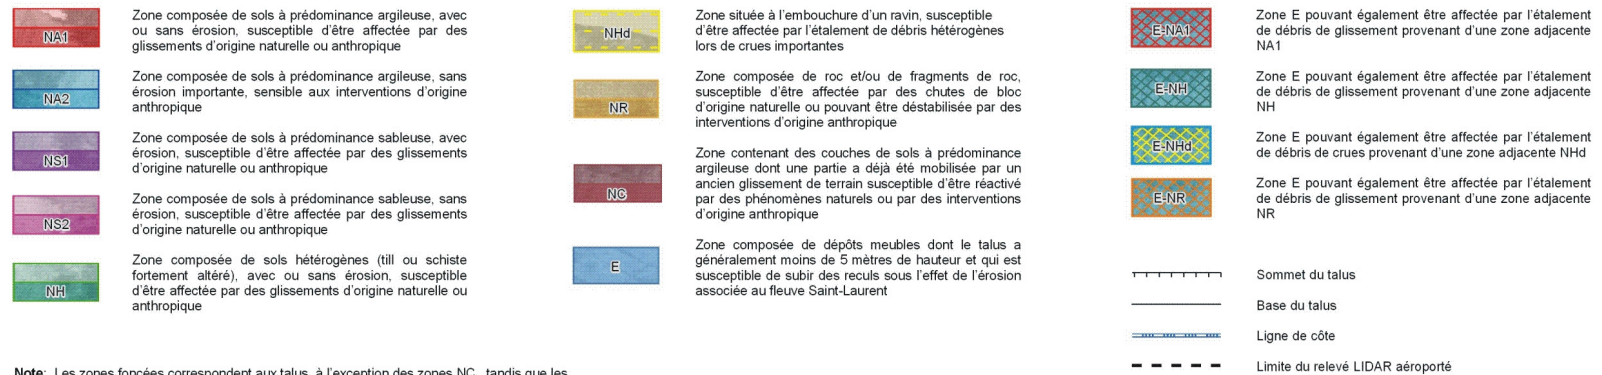 NA1
Zone composée de sols à prédominance argileuse, avec
ou sans érosion, susceptible d'être affectée par des
glissements d'origine naturelle ou anthropique
NA2
Zone composée de sols à prédominance argileuse, sans
érosion importante, sensible aux interventions d'origine
anthropique
NS1
Zone composée de sols à prédominance sableuse, avec
érosion, susceptible d'être affectée par des glissements
d'origine naturelle ou anthropique
NS2
Zone composée de sols à prédominance sableuse, sans
érosion, susceptible d'être affectée par des glissements
d'origine naturelle ou anthropique
NH
Zone composée de sols hétérogènes (till ou schiste
fortement altéré), avec ou sans érosion, susceptible
d'être affectée par des glissements d'origine naturelle ou
anthropique
Note: Les zones foncées correspondent aux talus, à l'exception des zones NC, tandis que les
NHd
Zone située à l'embouchure d'un ravin, susceptible
d'être affectée par l'étalement de débris hétérogènes
lors de crues importantes
NR
Zone composée de roc et/ou de fragments de roc,
susceptible d'être affectée par des chutes de bloc
d'origine naturelle ou pouvant être déstabilisée par des
interventions d'origine anthropique
NC
Zone contenant des couches de sols à prédominance
argileuse dont une partie a déjà été mobilisée par un
ancien glissement de terrain susceptible d'être réactivé
par des phénomènes naturels ou par des interventions
d'origine anthropique
E
Zone composée de dépôts meubles dont le talus a
généralement moins de 5 mètres de hauteur et qui est
susceptible de subir des reculs sous l'effet de l'érosion
associée au fleuve Saint-Laurent
E-NA1
Zone E pouvant également être affectée par l'étalement
de débris de glissement provenant d'une zone adjacente
NA1
E-NH
Zone E pouvant également être affectée par l'étalement
de débris de glissement provenant d'une zone adjacente
NH
E-NHd
Zone E pouvant également être affectée par l'étalement
de débris de crues provenant d'une zone adjacente NHd
E-NR
Zone E pouvant également être affectée par l'étalement
de débris de glissement provenant d'une zone adjacente
NR
Sommet du talus
Base du talus
Ligne de côte
Limite du relevé LIDAR aéroporté